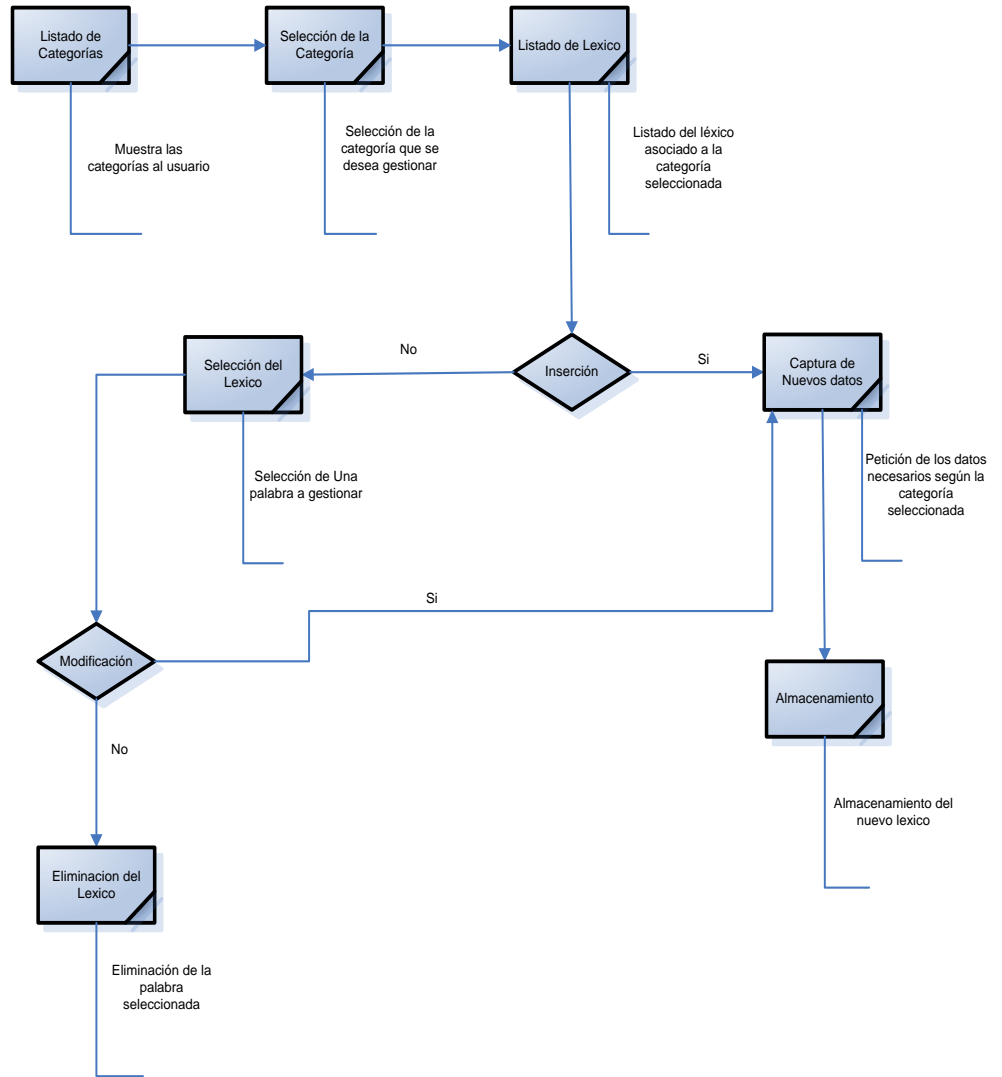 Listado de
Categorías
Selección de la
Categoría
Listado de Lexico
Muestra las
categorías al usuario
Selección de la
categoría que se
desea gestionar
Listado del léxico
asociado a la
categoría
seleccionada
No
Inserción
Si
Selección del
Lexico
Captura de
Nuevos datos
Selección de Una
palabra a gestionar
Petición de los datos
necesarios según la
categoría
seleccionada
Si
Modificación
No
Almacenamiento
Almacenamiento del
nuevo lexico
Eliminacion del
Lexico
Eliminación de la
palabra
seleccionada